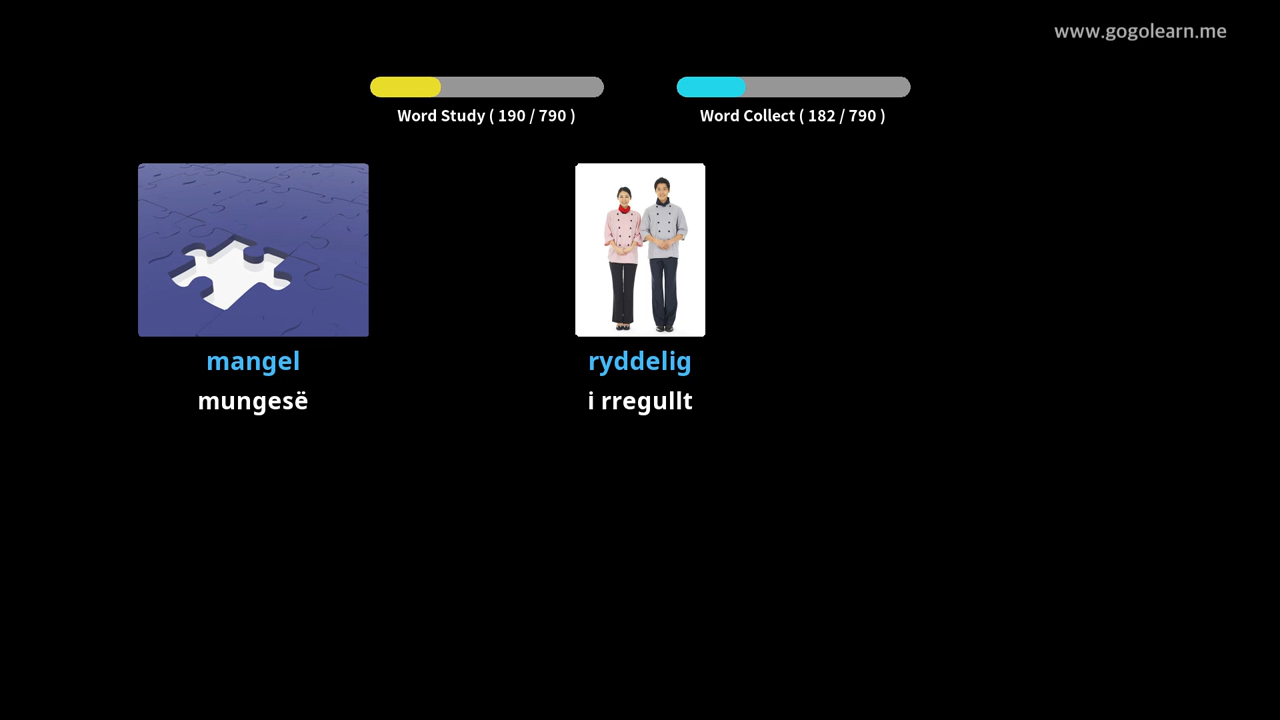 www.gogolearn.me
Word Study ( 190 / 790 )
Word Collect ( 182 / 790 )
mangel
mungesë
ryddelig
i rregullt